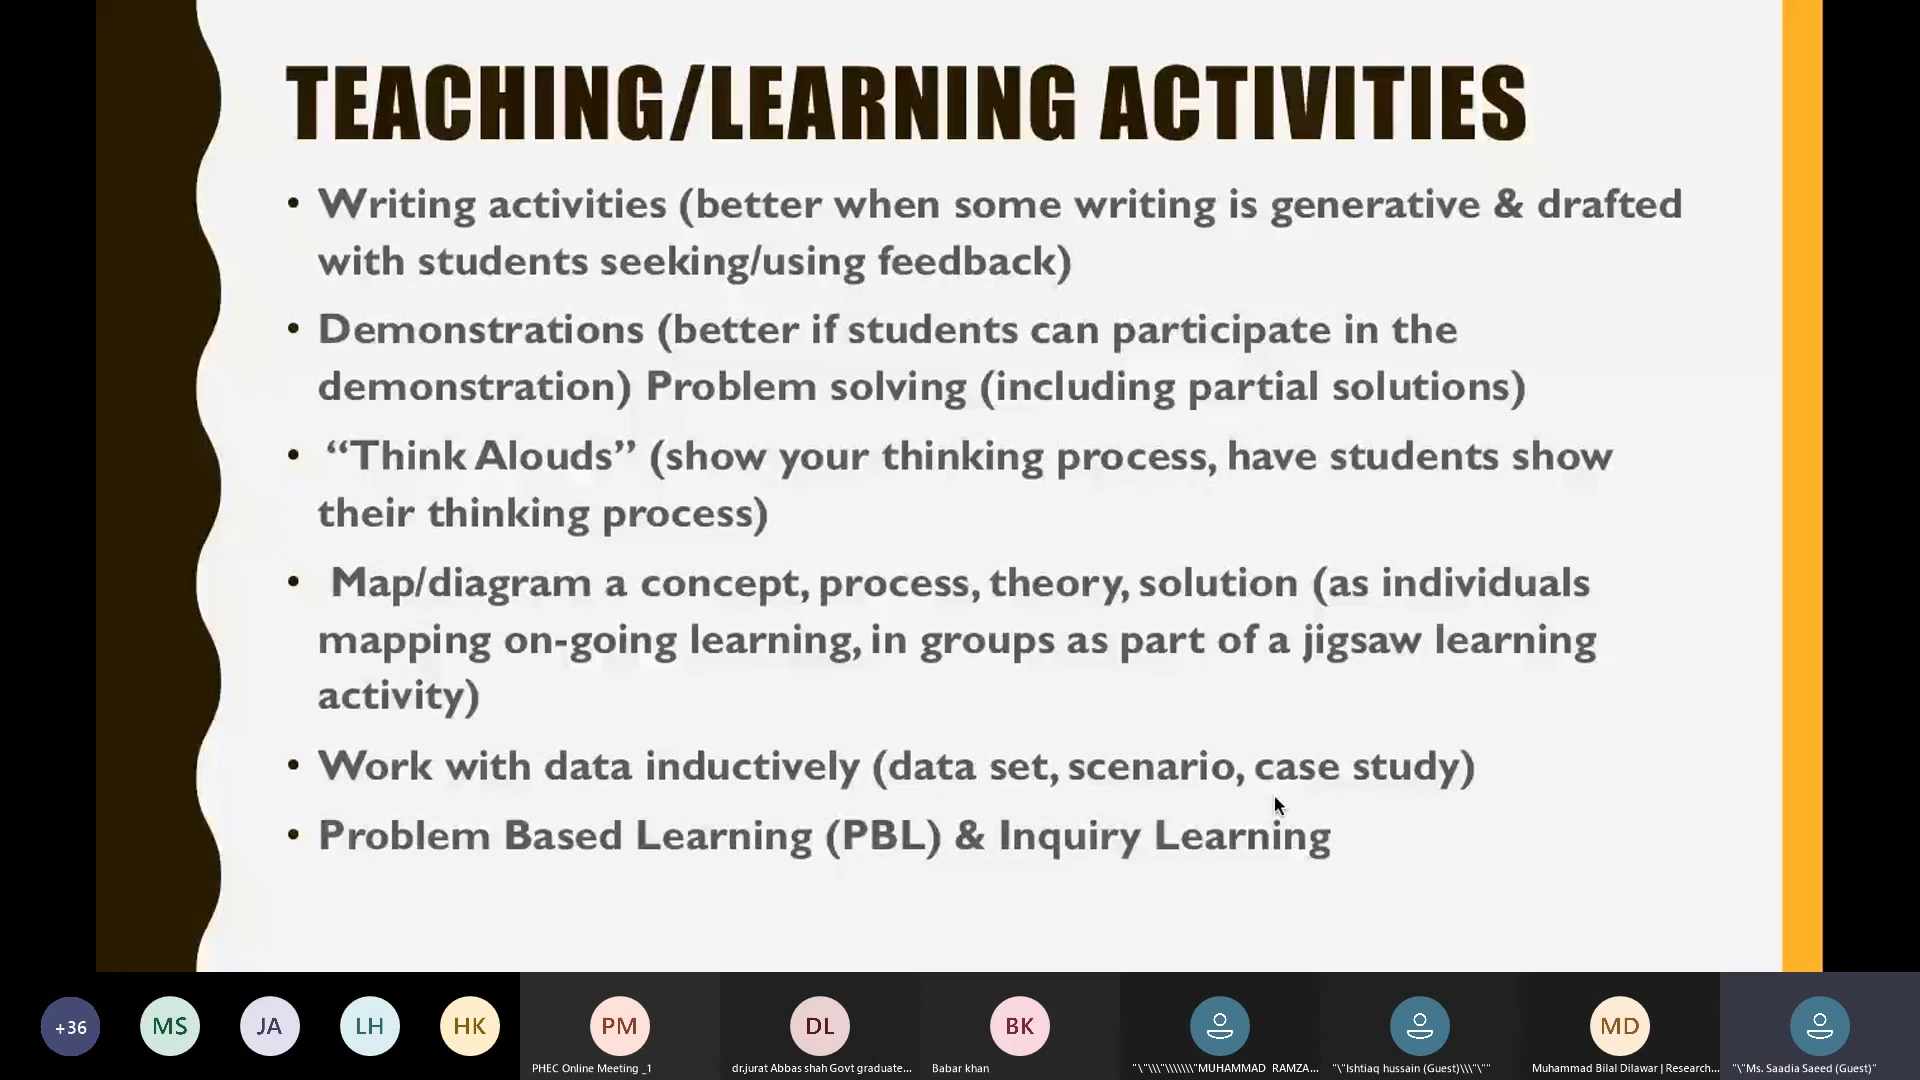 TEACHING/LEARNING ACTIVITIES
• Writing activities (better when some writing is generative & drafted
with students seeking/using feedback)
• Demonstrations (better if students can participate in the
demonstration) Problem solving (including partial solutions)
• “Think Alouds” (show your thinking process, have students show
their thinking process)
• Map/diagram a concept, process, theory, solution (as individuals
mapping on-going learning, in groups as part of a jigsaw learning
activity)
• Work with data inductively (data set, scenario, case study)
• Problem Based Learning (PBL) & Inquiry Learning
+36
MS
JA
LH
HK
PM
PHEC Online Meeting _1
DL
dr.jurat Abbas shah Govt graduate...
BK
Babar khan
"\"\\\"\\\\\\\"MUHAMMAD RAMZA...
"\"Ishtiaq hussain (Guest)\\\"\""
MD
Muhammad Bilal Dilawar | Research...
"\"Ms. Saadia Saeed (Guest)"